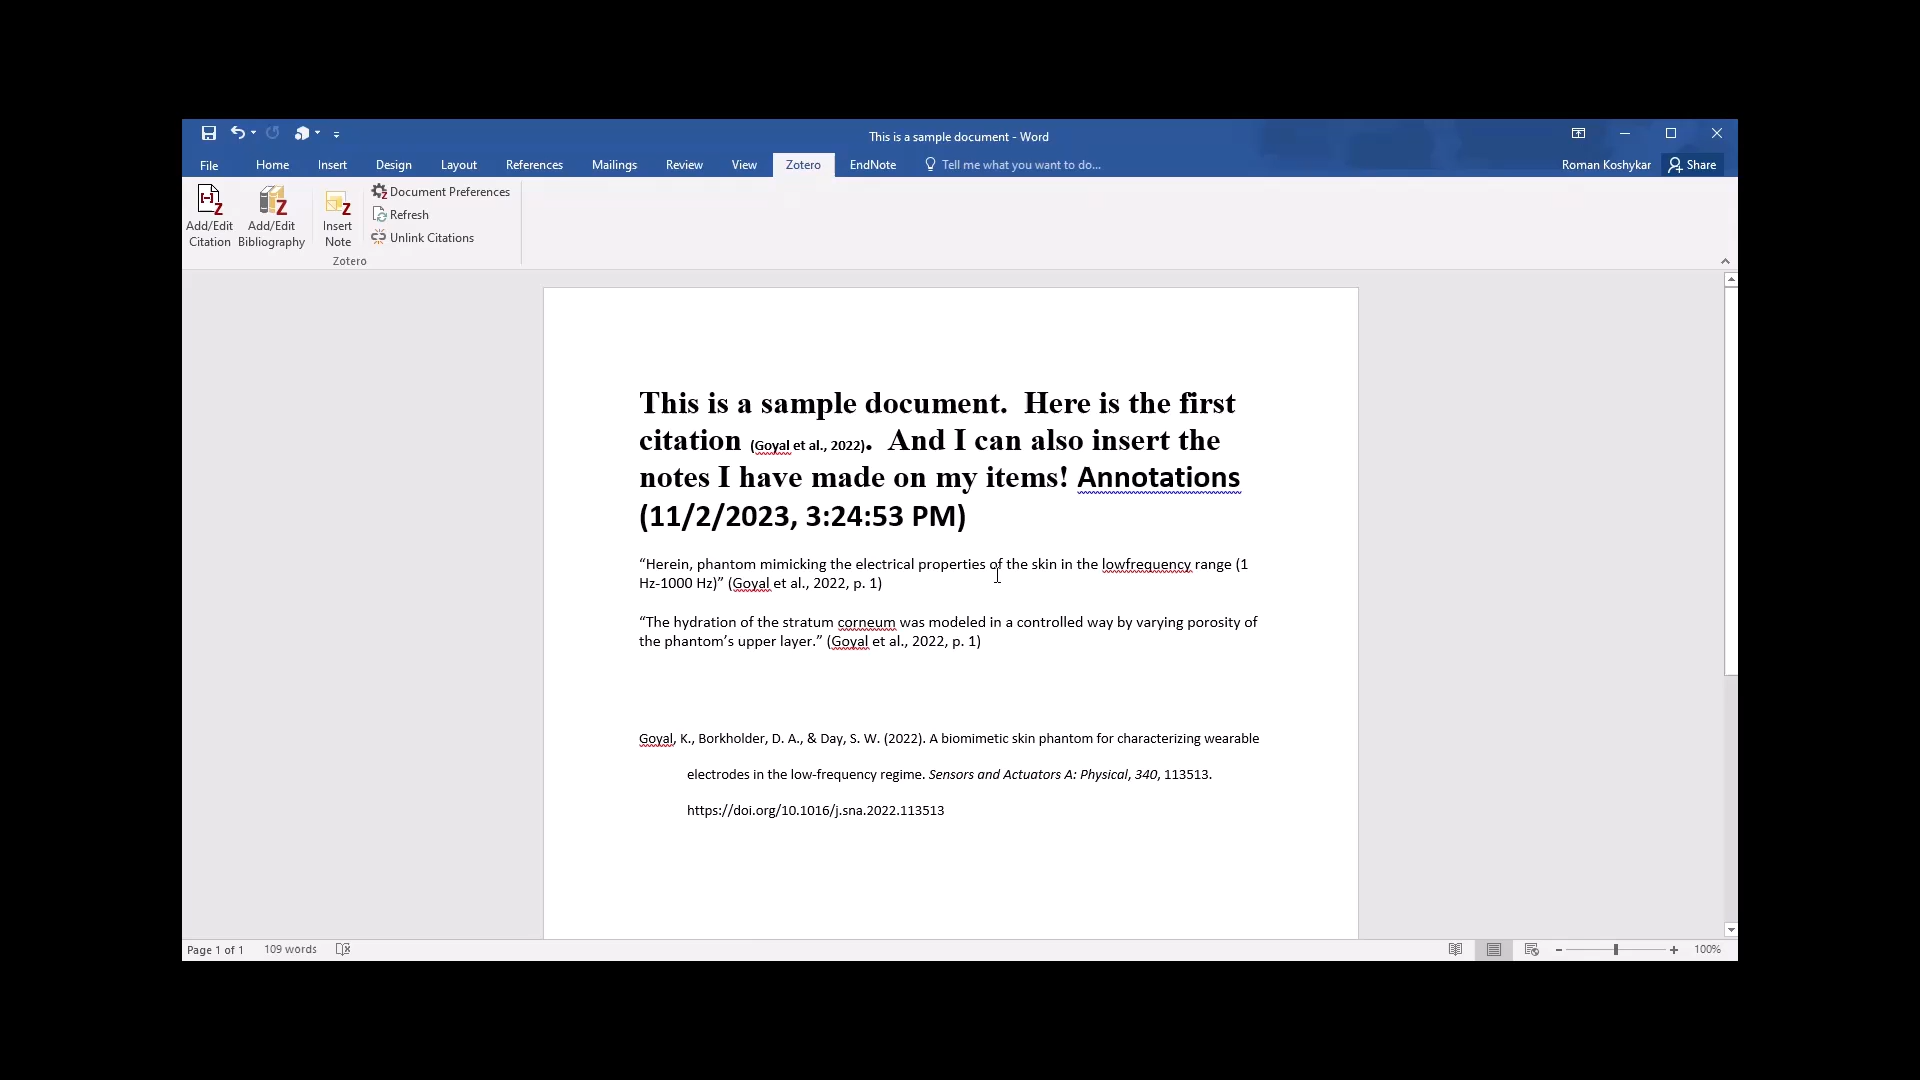 This is a sample document - Word
File Home Insert Design Layout References Mailings Review View Zotero EndNote Tell me what you want to do... Roman Koshykar Share
Add/Edit Citation
Add/Edit Bibliography
Insert Note
Document Preferences
Refresh
Unlink Citations
Zotero
This is a sample document.  Here is the first
citation (Goyal et al., 2022).  And I can also insert the
notes I have made on my items! Annotations
(11/2/2023, 3:24:53 PM)
“Herein, phantom mimicking the electrical properties of the skin in the lowfrequency range (1
Hz-1000 Hz)” (Goyal et al., 2022, p. 1)
“The hydration of the stratum corneum was modeled in a controlled way by varying porosity of
the phantom’s upper layer.” (Goyal et al., 2022, p. 1)
Goyal, K., Borkholder, D. A., & Day, S. W. (2022). A biomimetic skin phantom for characterizing wearable
electrodes in the low-frequency regime. Sensors and Actuators A: Physical, 340, 113513.
https://doi.org/10.1016/j.sna.2022.113513
Page 1 of 1 109 words 100%